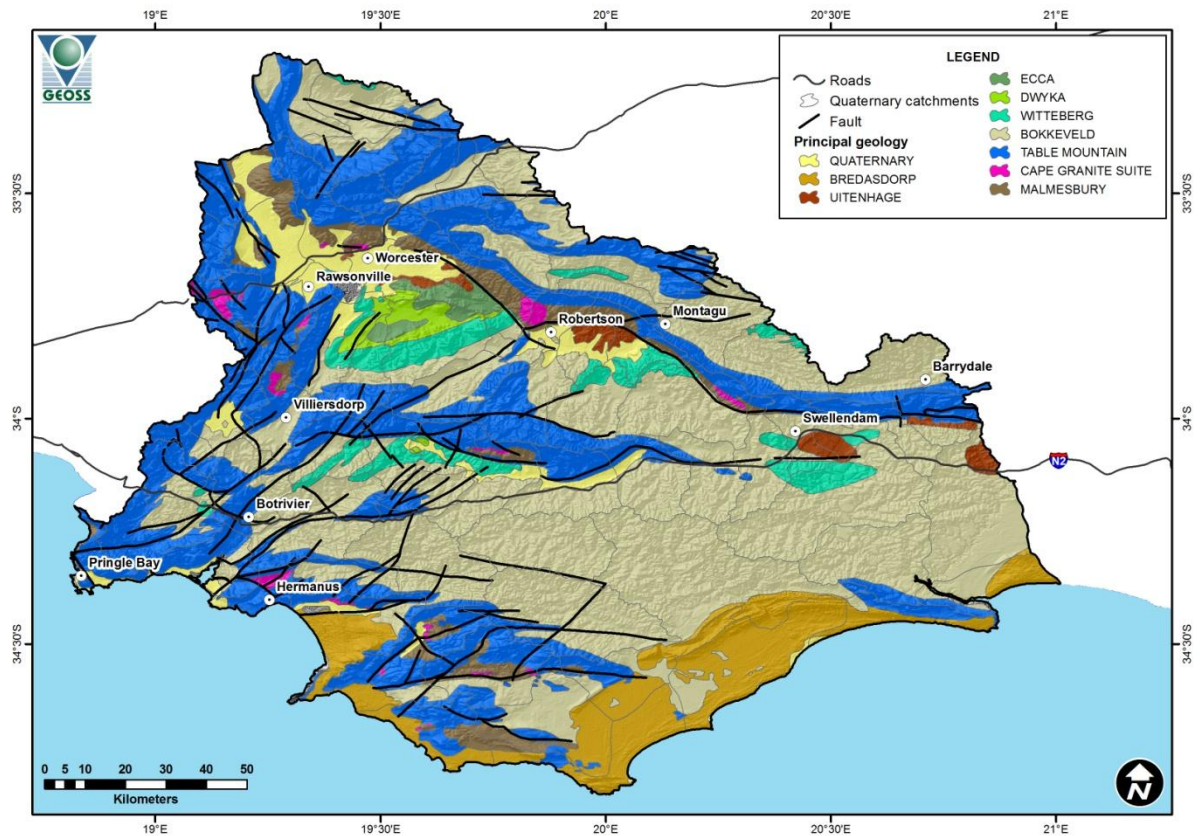 19°E
19°30'E
20°E
20°30'E
21°E
GEOSS
LEGEND
Roads
Quaternary catchments
Fault
Principal geology
QUATERNARY
BREDASDORP
UITENHAGE
ECCA
DWYKA
WITTEBERG
BOKKEVELD
TABLE MOUNTAIN
CAPE GRANITE SUITE
MALMESBURY
33°30'S
33°30'S
Worcester
Rawsonville
Robertson
Montagu
Barrydale
Villiersdorp
Swellendam
34°S
34°S
N2
Botrivier
Pringle Bay
Hermanus
34°30'S
34°30'S
0 5 10 20 30 40 50
Kilometers
N
19°E
19°30'E
20°E
20°30'E
21°E